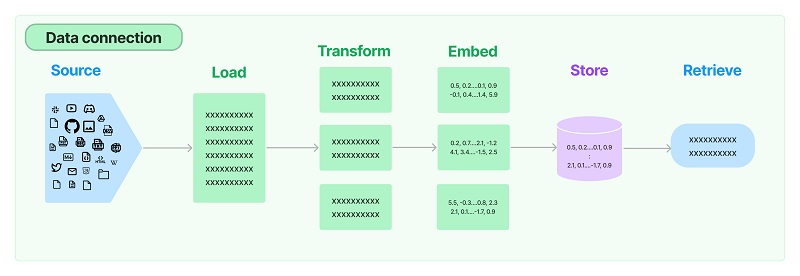 Data connection
Source
Load
Transform
Embed
Store
Retrieve
XXXXXXXXXX
XXXXXXXXXX
XXXXXXXXXX
XXXXXXXXXX
XXXXXXXXXX
XXXXXXXXXX
XXXXXXXXXX
XXXXXXXXXX
XXXXXXXXXX
XXXXXXXXXX
XXXXXXXXXX
XXXXXXXXXX
0.5, 0.2....0.1, 0.9
-0.1, 0.4....1.4, 5.9
0.2, 0.7....2.1, -1.2
4.1, 3.4....-1.5, 2.5
5.5, -0.3....0.8, 2.3
2.1, 0.1....-1.7, 0.9
0.5, 0.2....0.1, 0.9
:
2.1, 0.1....-1.7, 0.9
XXXXXXXXXX
XXXXXXXXXX